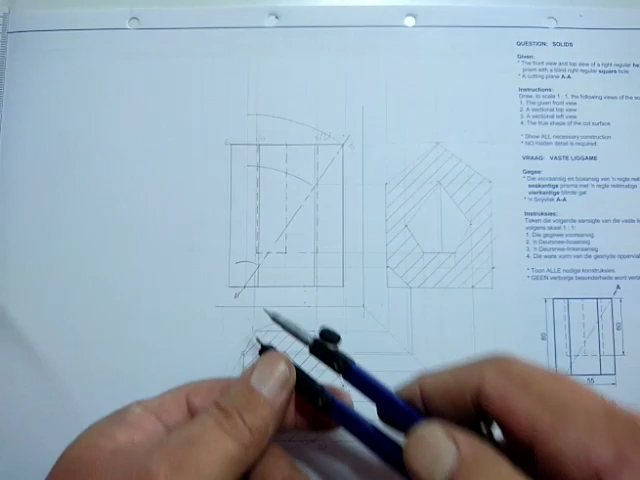 QUESTION: SOLIDS
Given:
* The front view and top view of a right regular
prism with a blind right regular square hole
* A cutting plane A-A
Instructions:
Draw, to scale 1 : 1, the following views of the
1. The given front view
2. A sectional top view
3. A sectional left view
4. The true shape of the cut surface
* Show ALL necessary construction
* NO hidden detail is required
VRAAG: VASTE LIGGAME
Gegee:
* Die vooraansig en boaansig van 'n regte
seskantige prisma met 'n regte reëlmatige
vierkantige blinde gat
* 'n Snyvlak A-A
Instruksies:
Teken die volgende aansigte van die vaste
volgens skaal 1 : 1:
1. Die gegewe vooraansig
2. 'n Deursnee-boaansig
3. 'n Deursnee-linkeraansig
4. Die ware vorm van die gesnyde
* Toon ALLE nodige konstruksies
* GEEN verborge besonderhede word
A
80
60
55